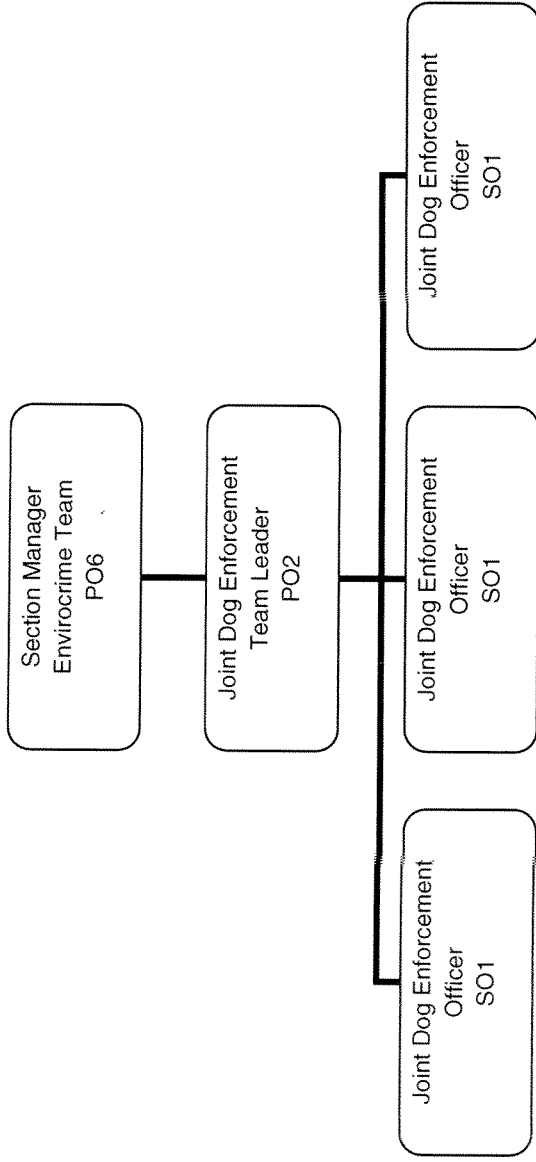 Section Manager
Envirocrime Team
PO6
Joint Dog Enforcement
Team Leader
PO2
Joint Dog Enforcement
Officer
SO1
Joint Dog Enforcement
Officer
SO1
Joint Dog Enforcement
Officer
SO1